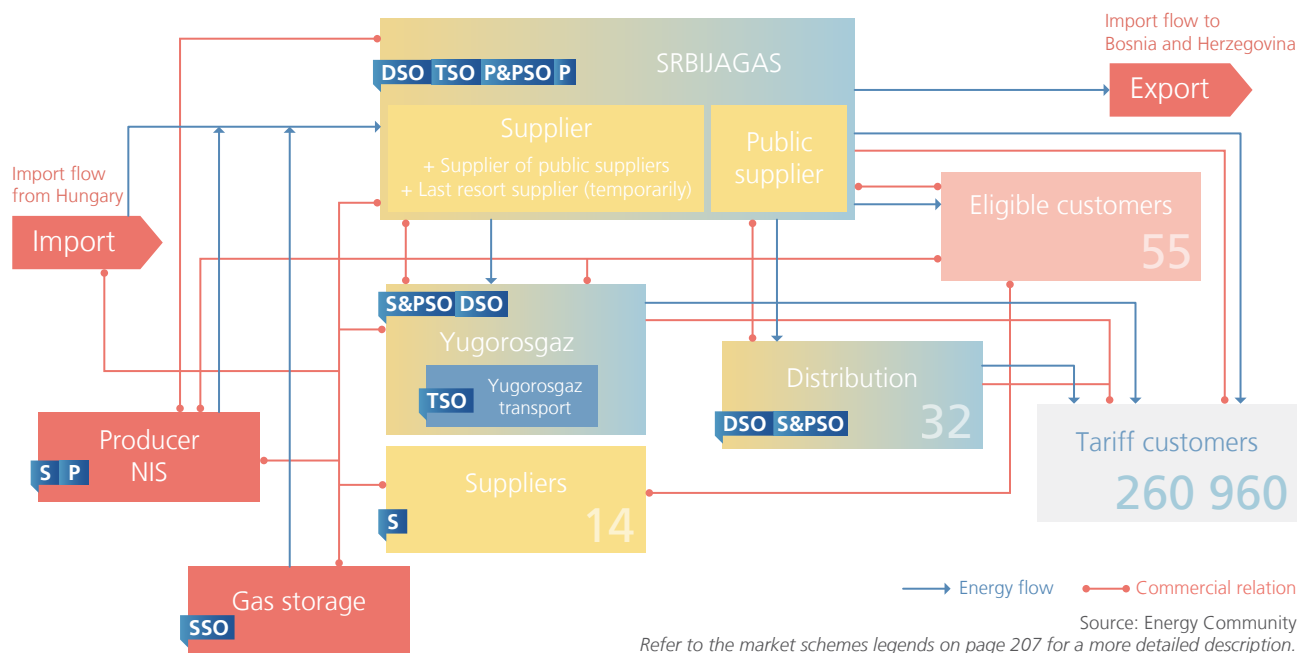 Import flow to
Bosnia and Herzegovina
Export
SRBIJAGAS
DSO TSO P&PSO P
Supplier
+ Supplier of public suppliers
+ Last resort supplier (temporarily)
Public
supplier
Import flow
from Hungary
Import
Eligible customers
55
S&PSO DSO
Yugorosgaz
TSO
Yugorosgaz
transport
Distribution
DSO S&PSO
32
Tariff customers
260 960
Producer
NIS
S P
Suppliers
S
14
Gas storage
SSO
Energy flow
Commercial relation
Source: Energy Community
Refer to the market schemes legends on page 207 for a more detailed description.